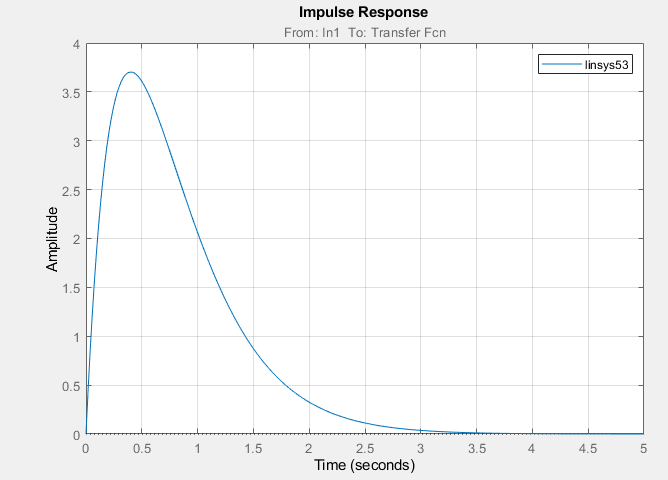 Impulse Response
From: In1 To: Transfer Fcn
linsys53
Amplitude
4
3.5
3
2.5
2
1.5
1
0.5
0
0 0.5 1 1.5 2 2.5 3 3.5 4 4.5 5
Time (seconds)